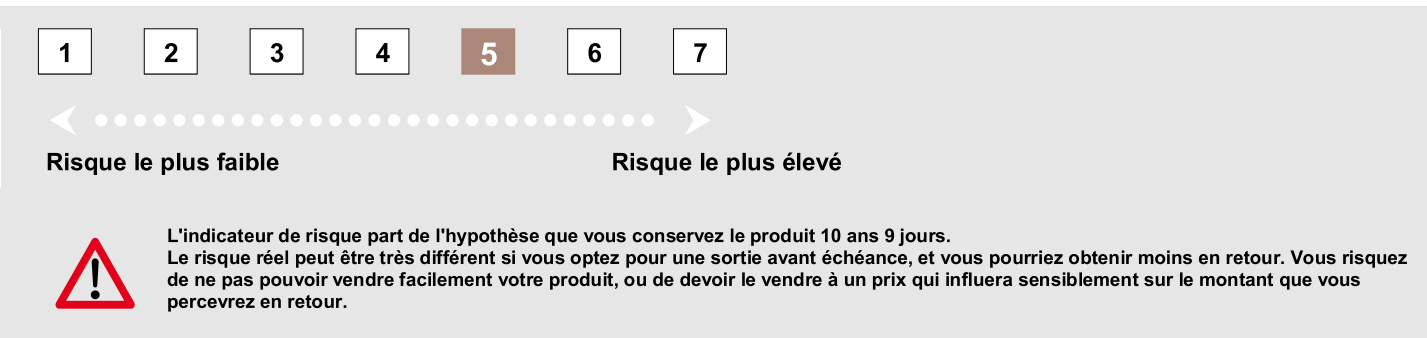 1 2 3 4 5 6 7
Risque le plus faible Risque le plus élevé
L'indicateur de risque part de l'hypothèse que vous conservez le produit 10 ans 9 jours.
Le risque réel peut être très différent si vous optez pour une sortie avant échéance, et vous pourriez obtenir moins en retour. Vous risquez
de ne pas pouvoir vendre facilement votre produit, ou de devoir le vendre à un prix qui influera sensiblement sur le montant que vous
percevrez en retour.